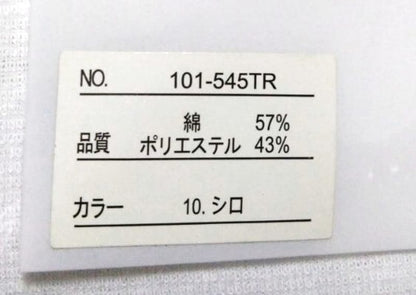 NO. 101-545TR
綿 57%
品質 ポリエステル 43%
カラー 10. シロ